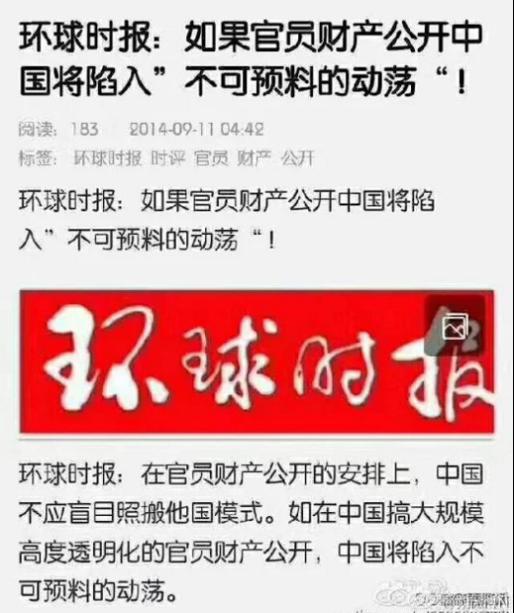 环球时报：如果官员财产公开中
国将陷入”不可预料的动荡“！
阅读：183 2014-09-11 04:42
标签： 环球时报 时评 官员 财产 公开
环球时报：如果官员财产公开中国将陷
入”不可预料的动荡“！
环球时报
环球时报：在官员财产公开的安排上，中国
不应盲目照搬他国模式。如在中国搞大规模
高度透明化的官员财产公开，中国将陷入不
可预料的动荡。